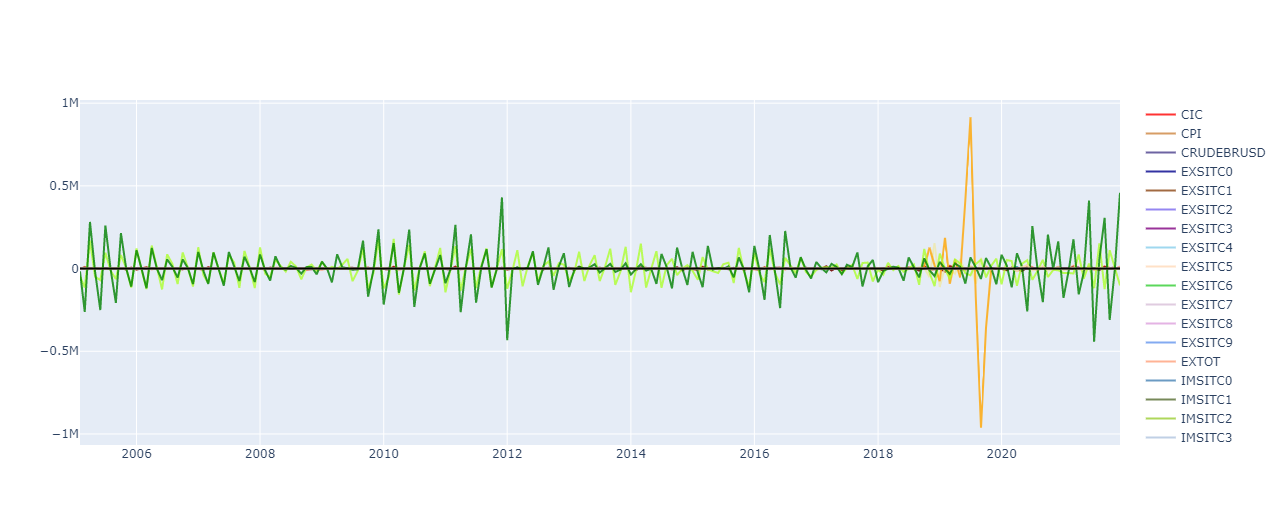 1M
0.5M
0
−0.5M
−1M
2006 2008 2010 2012 2014 2016 2018 2020
CIC
CPI
CRUDEBRUSD
EXSITC0
EXSITC1
EXSITC2
EXSITC3
EXSITC4
EXSITC5
EXSITC6
EXSITC7
EXSITC8
EXSITC9
EXTOT
IMSITC0
IMSITC1
IMSITC2
IMSITC3